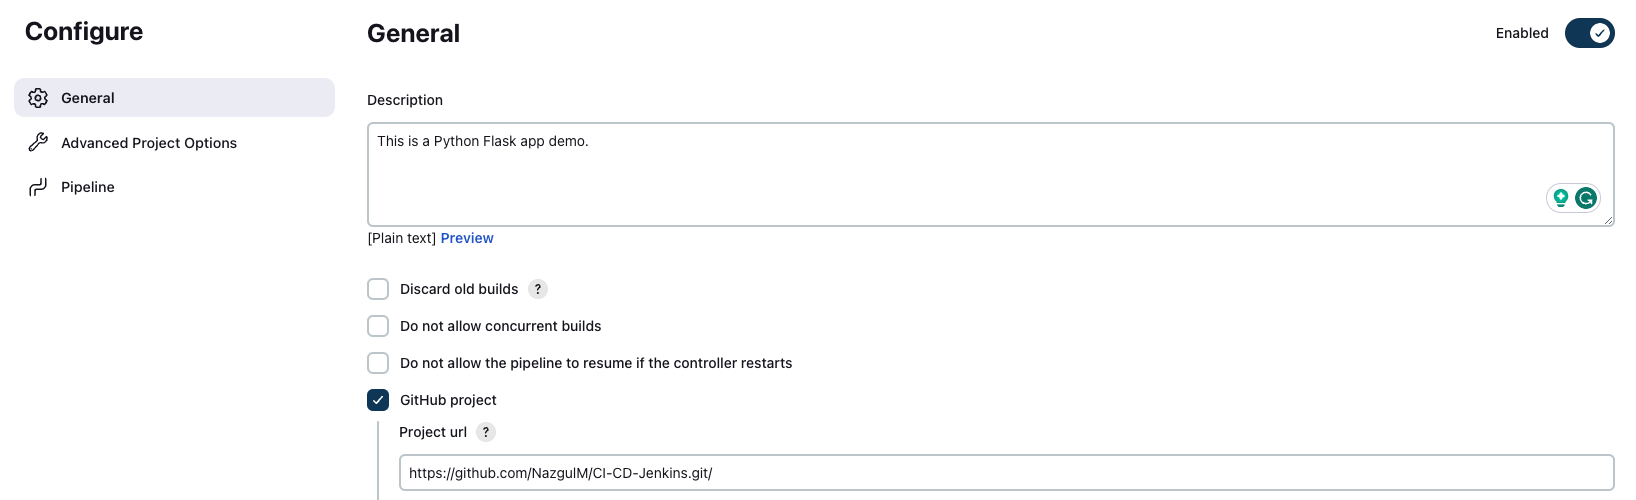 Configure
General
Advanced Project Options
Pipeline
General
Enabled
Description
This is a Python Flask app demo.
[Plain text] Preview
Discard old builds ?
Do not allow concurrent builds
Do not allow the pipeline to resume if the controller restarts
GitHub project
Project url ?
https://github.com/NazgulM/CI-CD-Jenkins.git/